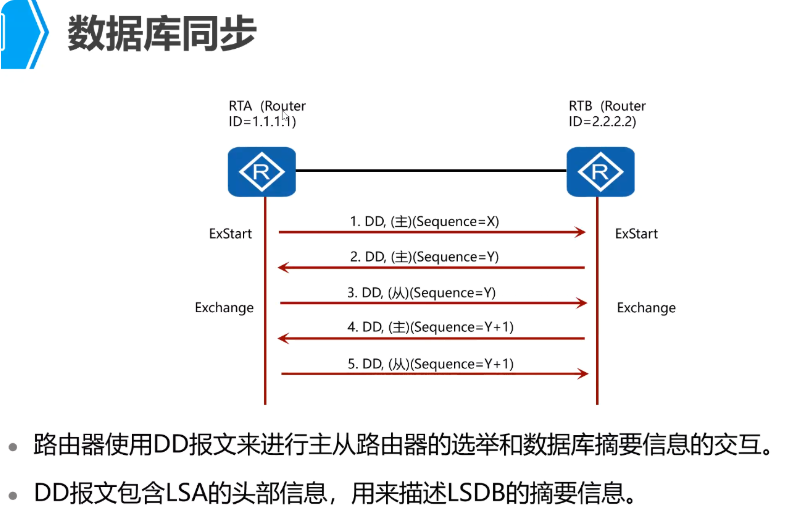 数据库同步
RTA (Router
ID=1.1.1.1)
RTB (Router
ID=2.2.2.2)
R
R
1. DD, (主)(Sequence=X)
ExStart
ExStart
2. DD, (主)(Sequence=Y)
3. DD, (从)(Sequence=Y)
Exchange
Exchange
4. DD, (主)(Sequence=Y+1)
5. DD, (从)(Sequence=Y+1)
路由器使用DD报文来进行主从路由器的选举和数据库摘要信息的交互。
DD报文包含LSA的头部信息，用来描述LSDB的摘要信息。